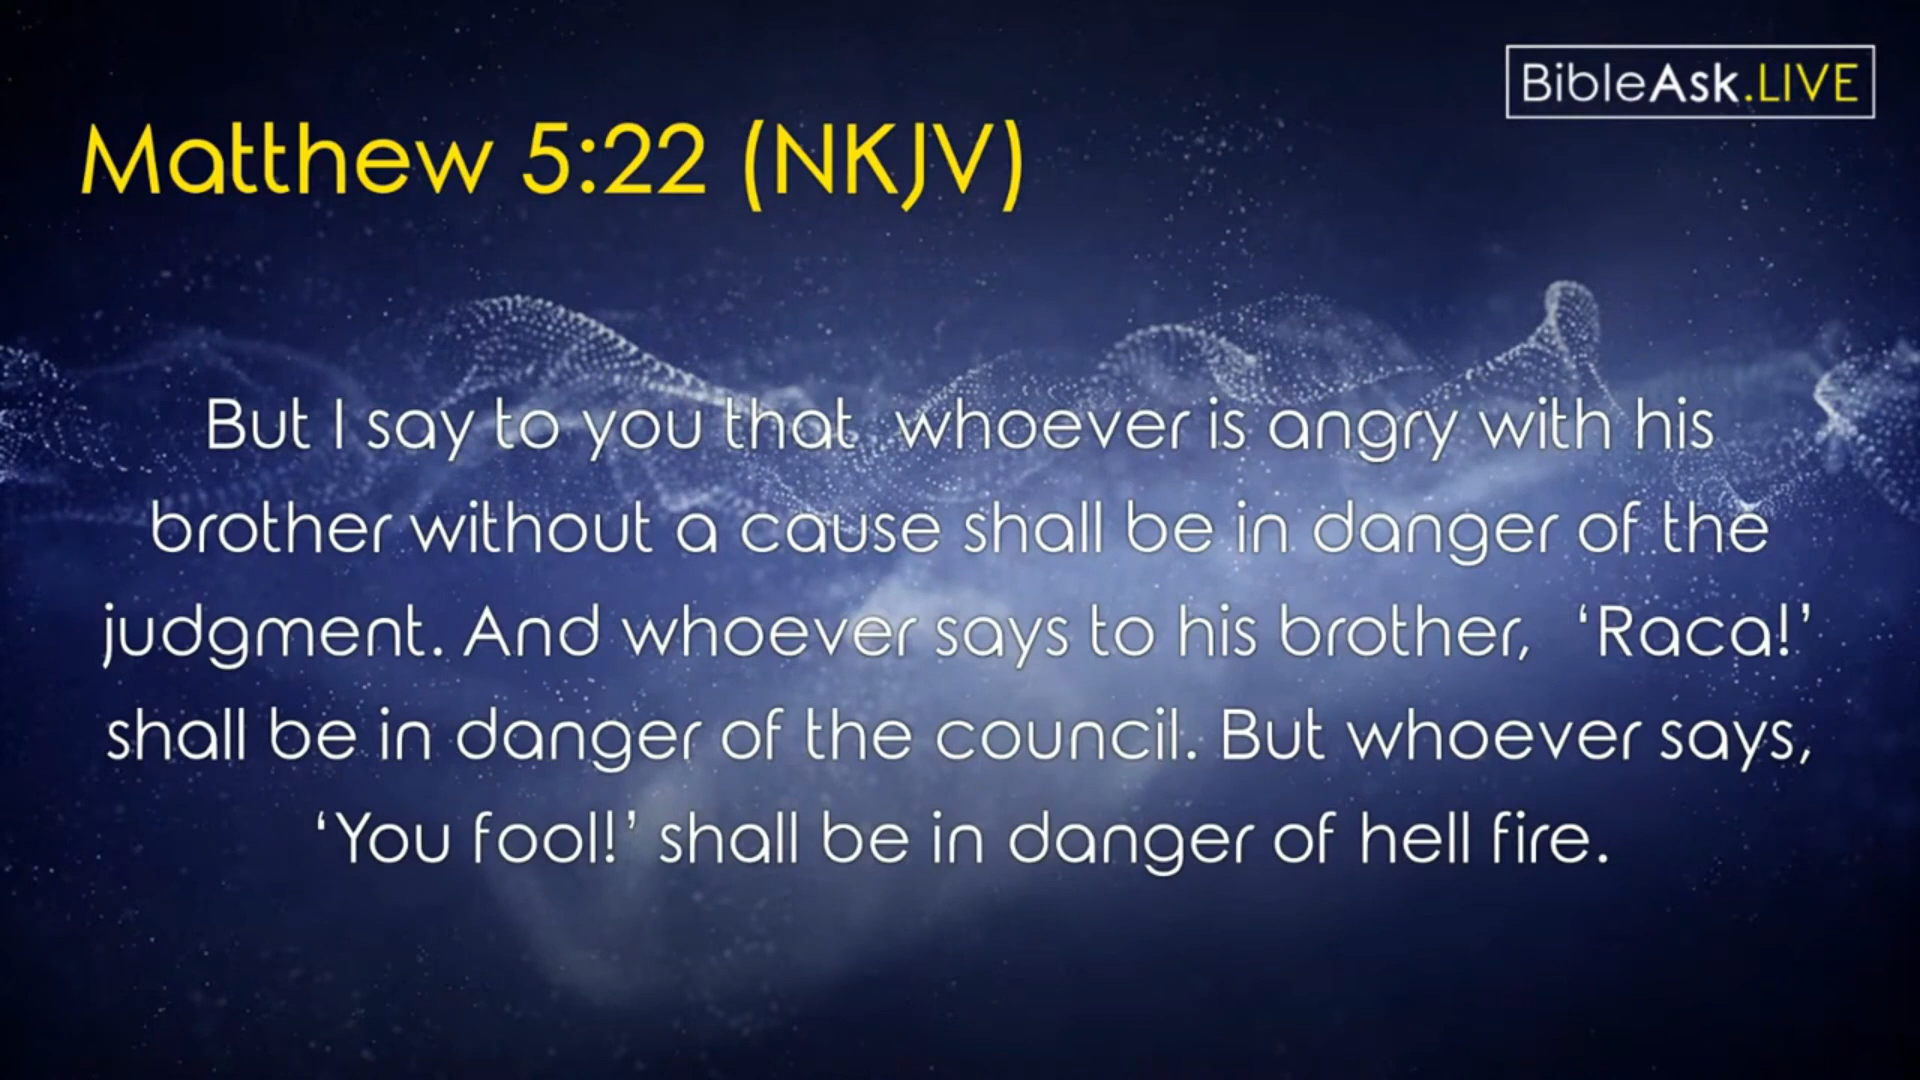 BibleAsk.LIVE
Matthew 5:22 (NKJV)
But I say to you that whoever is angry with his
brother without a cause shall be in danger of the
judgment. And whoever says to his brother, ‘Raca!’
shall be in danger of the council. But whoever says,
‘You fool!’ shall be in danger of hell fire.